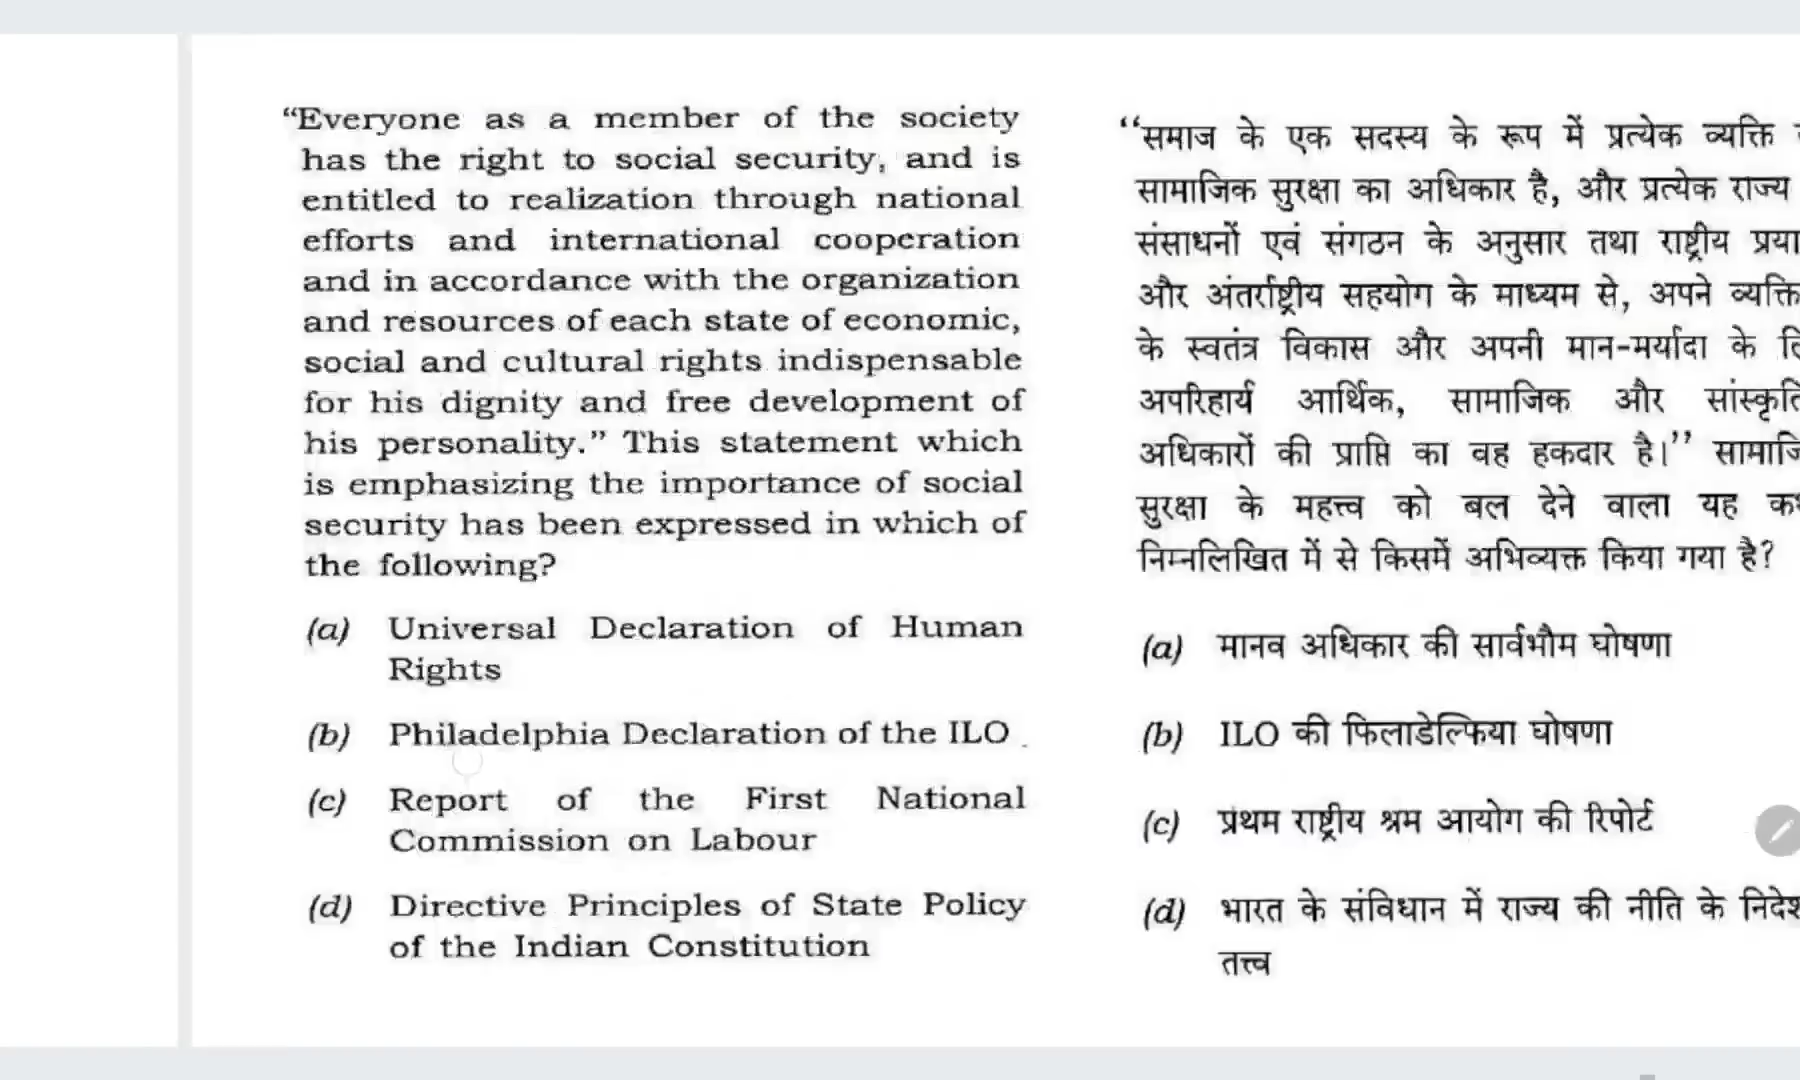 “Everyone as a member of the society
has the right to social security, and is
entitled to realization through national
efforts and international cooperation
and in accordance with the organization
and resources of each state of economic,
social and cultural rights indispensable
for his dignity and free development of
his personality.” This statement which
is emphasizing the importance of social
security has been expressed in which of
the following?
(a) Universal Declaration of Human
Rights
(b) Philadelphia Declaration of the ILO
(c) Report of the First National
Commission on Labour
(d) Directive Principles of State Policy
of the Indian Constitution
“समाज के एक सदस्य के रूप में प्रत्येक व्यक्ति
सामाजिक सुरक्षा का अधिकार है, और प्रत्येक राज्य
संसाधनों एवं संगठन के अनुसार तथा राष्ट्रीय
और अंतर्राष्ट्रीय सहयोग के माध्यम से, अपने
के स्वतंत्र विकास और अपनी मान-मर्यादा के
अपरिहार्य आर्थिक, सामाजिक और
अधिकारों की प्राप्ति का वह हकदार है।”
सुरक्षा के महत्त्व को बल देने वाला यह
निम्नलिखित में से किसमें अभिव्यक्त किया गया है?
(a) मानव अधिकार की सार्वभौम घोषणा
(b) ILO की फिलाडेल्फिया घोषणा
(c) प्रथम राष्ट्रीय श्रम आयोग की रिपोर्ट
(d) भारत के संविधान में राज्य की नीति के
तत्त्व